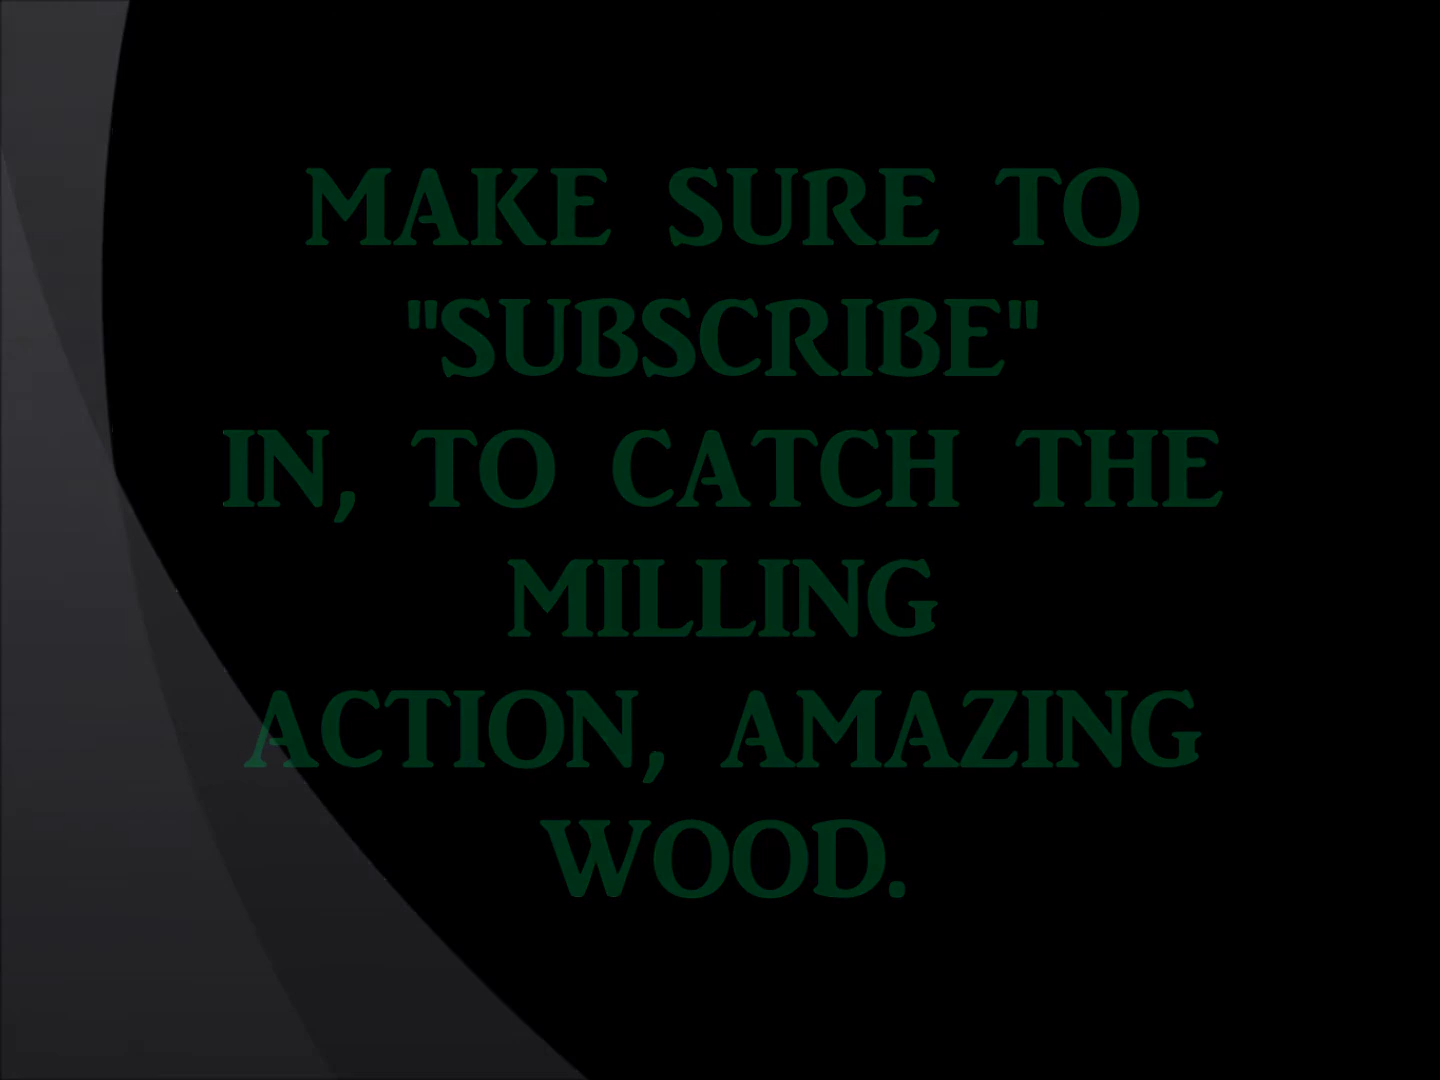 MAKE SURE TO
"SUBSCRIBE"
IN, TO CATCH THE
MILLING
ACTION, AMAZING
WOOD.